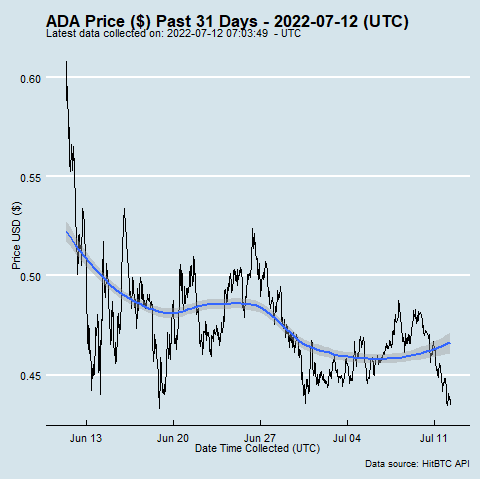 ADA Price ($) Past 31 Days - 2022-07-12 (UTC)
Latest data collected on: 2022-07-12 07:03:49  - UTC
Price USD ($)
0.60
0.55
0.50
0.45
Jun 13 Jun 20 Jun 27 Jul 04 Jul 11
Date Time Collected (UTC)
Data source: HitBTC API